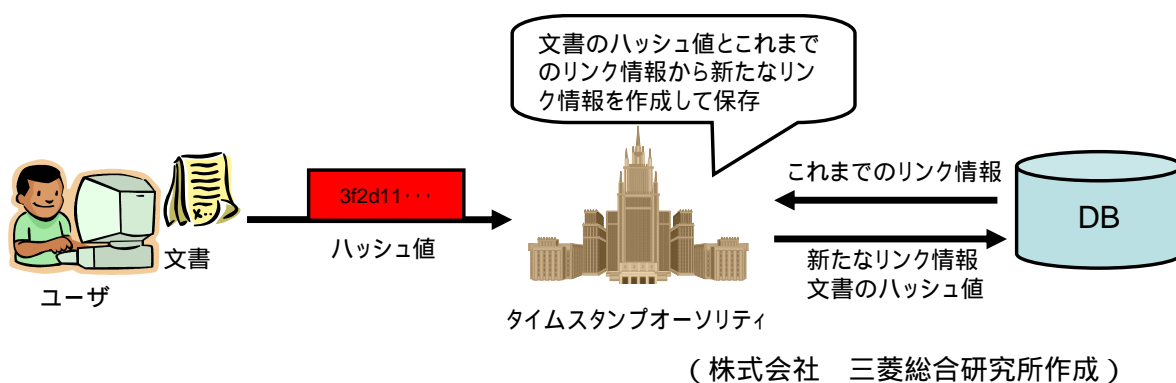 文書のハッシュ値とこれまで
のリンク情報から新たなリン
ク情報を作成して保存
3f2d11･･･
ハッシュ値
文書
ユーザ
タイムスタンプオーソリティ
これまでのリンク情報
新たなリンク情報
文書のハッシュ値
DB
（株式会社　三菱総合研究所作成）